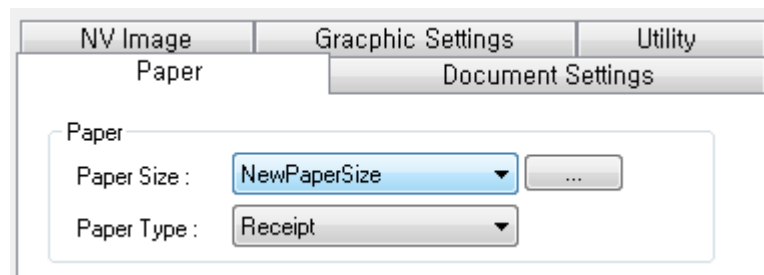 NV Image Gracphic Settings Utility
Paper Document Settings
Paper
Paper Size : NewPaperSize ...
Paper Type : Receipt